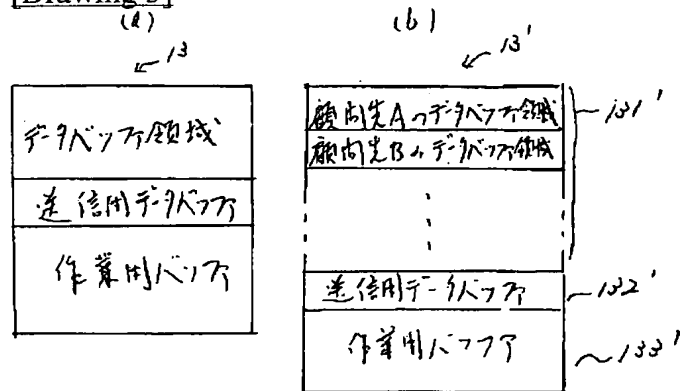 [Drawing 3]
(a)
13
データバッファ領域
送信用データバッファ
作業用バッファ
(b)
13'
顧問先Aのデータバッファ領域
顧問先Bのデータバッファ領域
131'
送信用データバッファ
132'
作業用バッファ
133'